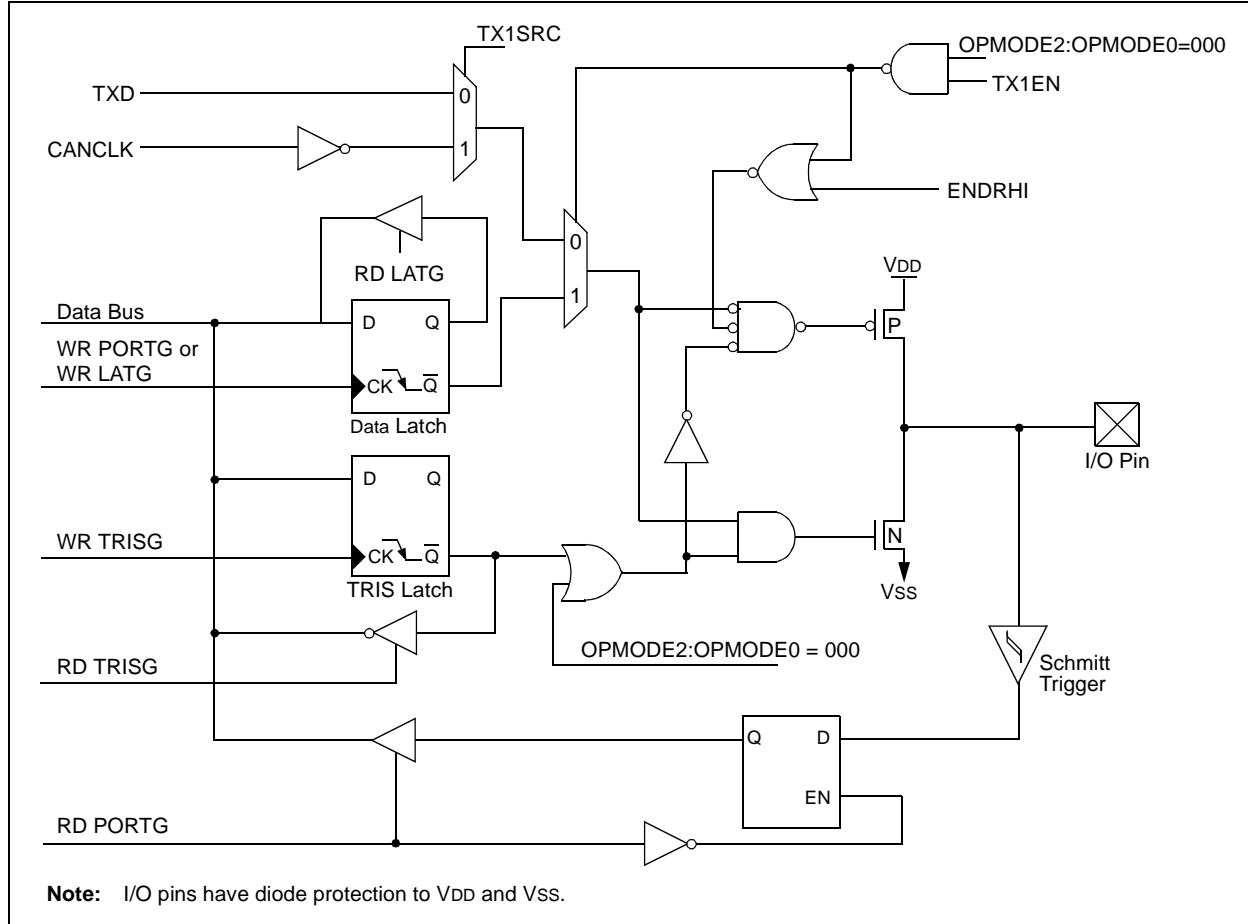 TX1SRC
OPMODE2:OPMODE0=000
TX1EN
TXD
0
CANCLK
1
ENDRHI
0
RD LATG
1
VDD
Data Bus
D Q
P
WR PORTG or
WR LATG
CK Q̅
Data Latch
I/O Pin
D Q
N
WR TRISG
CK Q̅
TRIS Latch
VSS
OPMODE2:OPMODE0 = 000
RD TRISG
Schmitt
Trigger
Q D
EN
RD PORTG
Note: I/O pins have diode protection to VDD and VSS.